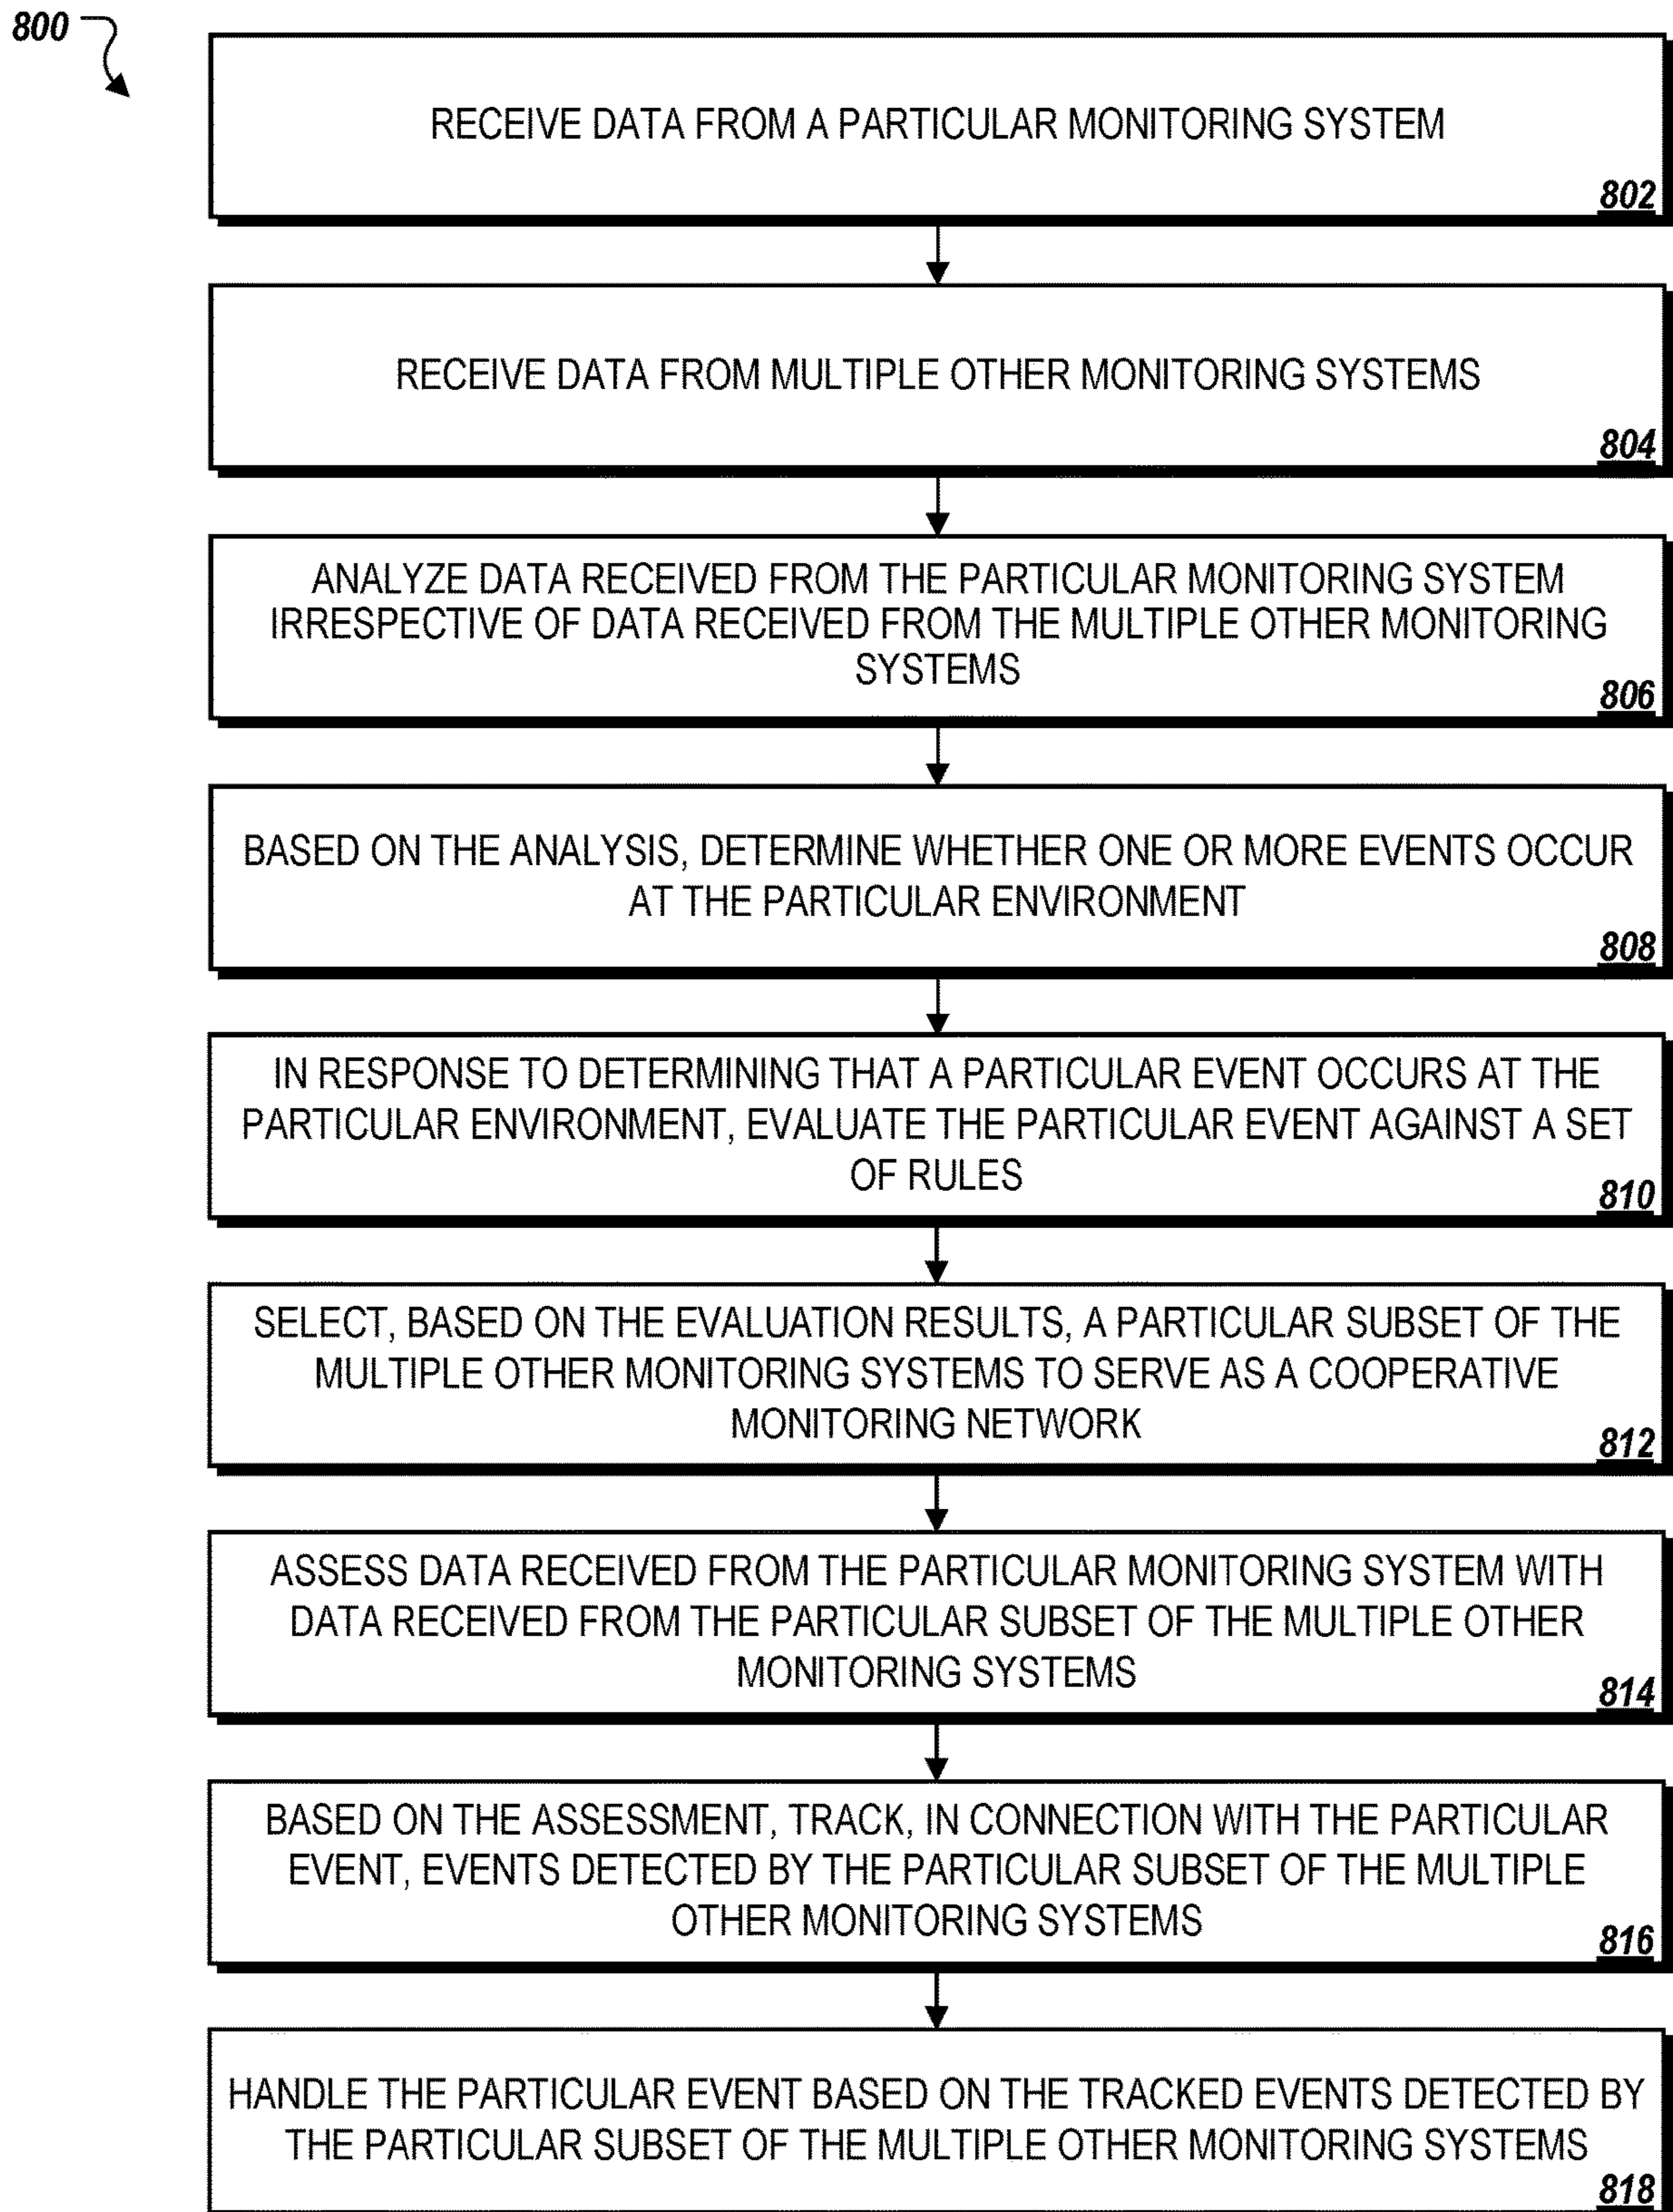 800
RECEIVE DATA FROM A PARTICULAR MONITORING SYSTEM
802
RECEIVE DATA FROM MULTIPLE OTHER MONITORING SYSTEMS
804
ANALYZE DATA RECEIVED FROM THE PARTICULAR MONITORING SYSTEM
IRRESPECTIVE OF DATA RECEIVED FROM THE MULTIPLE OTHER MONITORING
SYSTEMS
806
BASED ON THE ANALYSIS, DETERMINE WHETHER ONE OR MORE EVENTS OCCUR
AT THE PARTICULAR ENVIRONMENT
808
IN RESPONSE TO DETERMINING THAT A PARTICULAR EVENT OCCURS AT THE
PARTICULAR ENVIRONMENT, EVALUATE THE PARTICULAR EVENT AGAINST A SET
OF RULES
810
SELECT, BASED ON THE EVALUATION RESULTS, A PARTICULAR SUBSET OF THE
MULTIPLE OTHER MONITORING SYSTEMS TO SERVE AS A COOPERATIVE
MONITORING NETWORK
812
ASSESS DATA RECEIVED FROM THE PARTICULAR MONITORING SYSTEM WITH
DATA RECEIVED FROM THE PARTICULAR SUBSET OF THE MULTIPLE OTHER
MONITORING SYSTEMS
814
BASED ON THE ASSESSMENT, TRACK, IN CONNECTION WITH THE PARTICULAR
EVENT, EVENTS DETECTED BY THE PARTICULAR SUBSET OF THE MULTIPLE
OTHER MONITORING SYSTEMS
816
HANDLE THE PARTICULAR EVENT BASED ON THE TRACKED EVENTS DETECTED BY
THE PARTICULAR SUBSET OF THE MULTIPLE OTHER MONITORING SYSTEMS
818